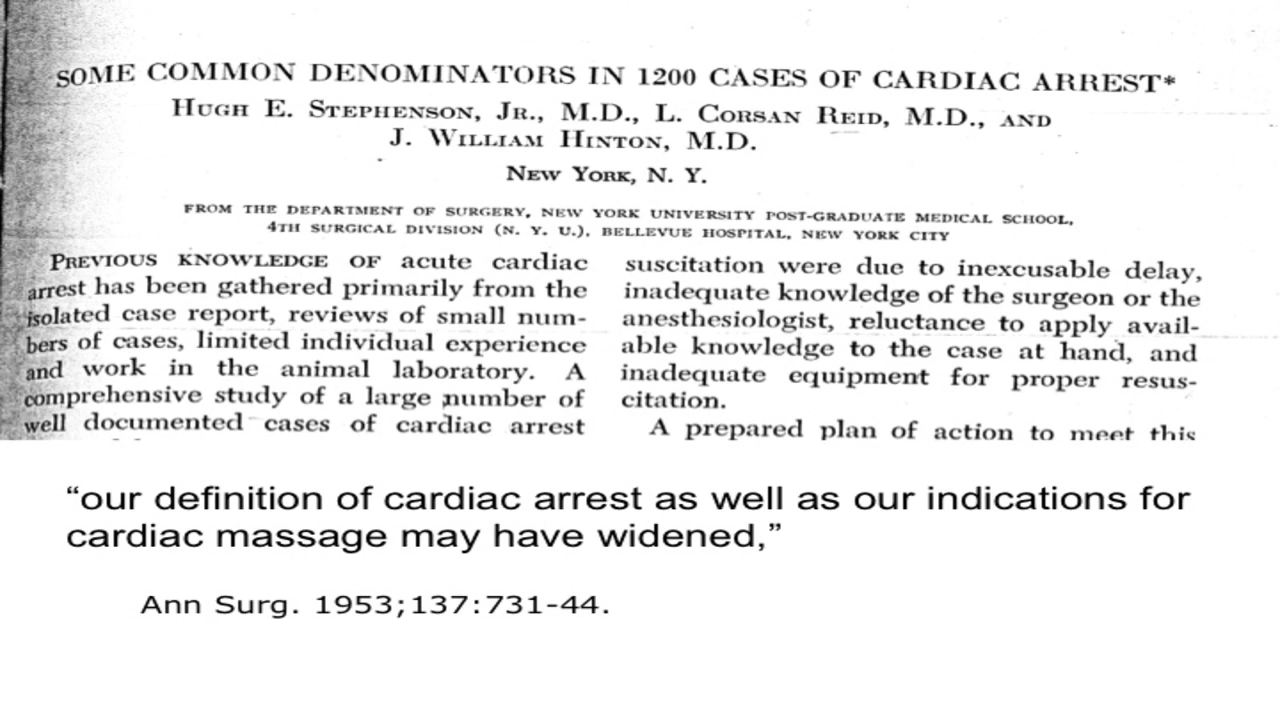 SOME COMMON DENOMINATORS IN 1200 CASES OF CARDIAC ARREST*
HUGH E. STEPHENSON, JR., M.D., L. CORSAN REID, M.D., AND
J. WILLIAM HINTON, M.D.
NEW YORK, N. Y.
FROM THE DEPARTMENT OF SURGERY, NEW YORK UNIVERSITY POST-GRADUATE MEDICAL SCHOOL,
4TH SURGICAL DIVISION (N. Y. U.), BELLEVUE HOSPITAL, NEW YORK CITY
PREVIOUS KNOWLEDGE OF acute cardiac
arrest has been gathered primarily from the
isolated case report, reviews of small num-
bers of cases, limited individual experience
and work in the animal laboratory. A
comprehensive study of a large number of
well documented cases of cardiac arrest
suscitation were due to inexcusable delay,
inadequate knowledge of the surgeon or the
anesthesiologist, reluctance to apply avail-
able knowledge to the case at hand, and
inadequate equipment for proper resus-
citation.
A prepared plan of action to meet this
“our definition of cardiac arrest as well as our indications for
cardiac massage may have widened,”
Ann Surg. 1953;137:731-44.